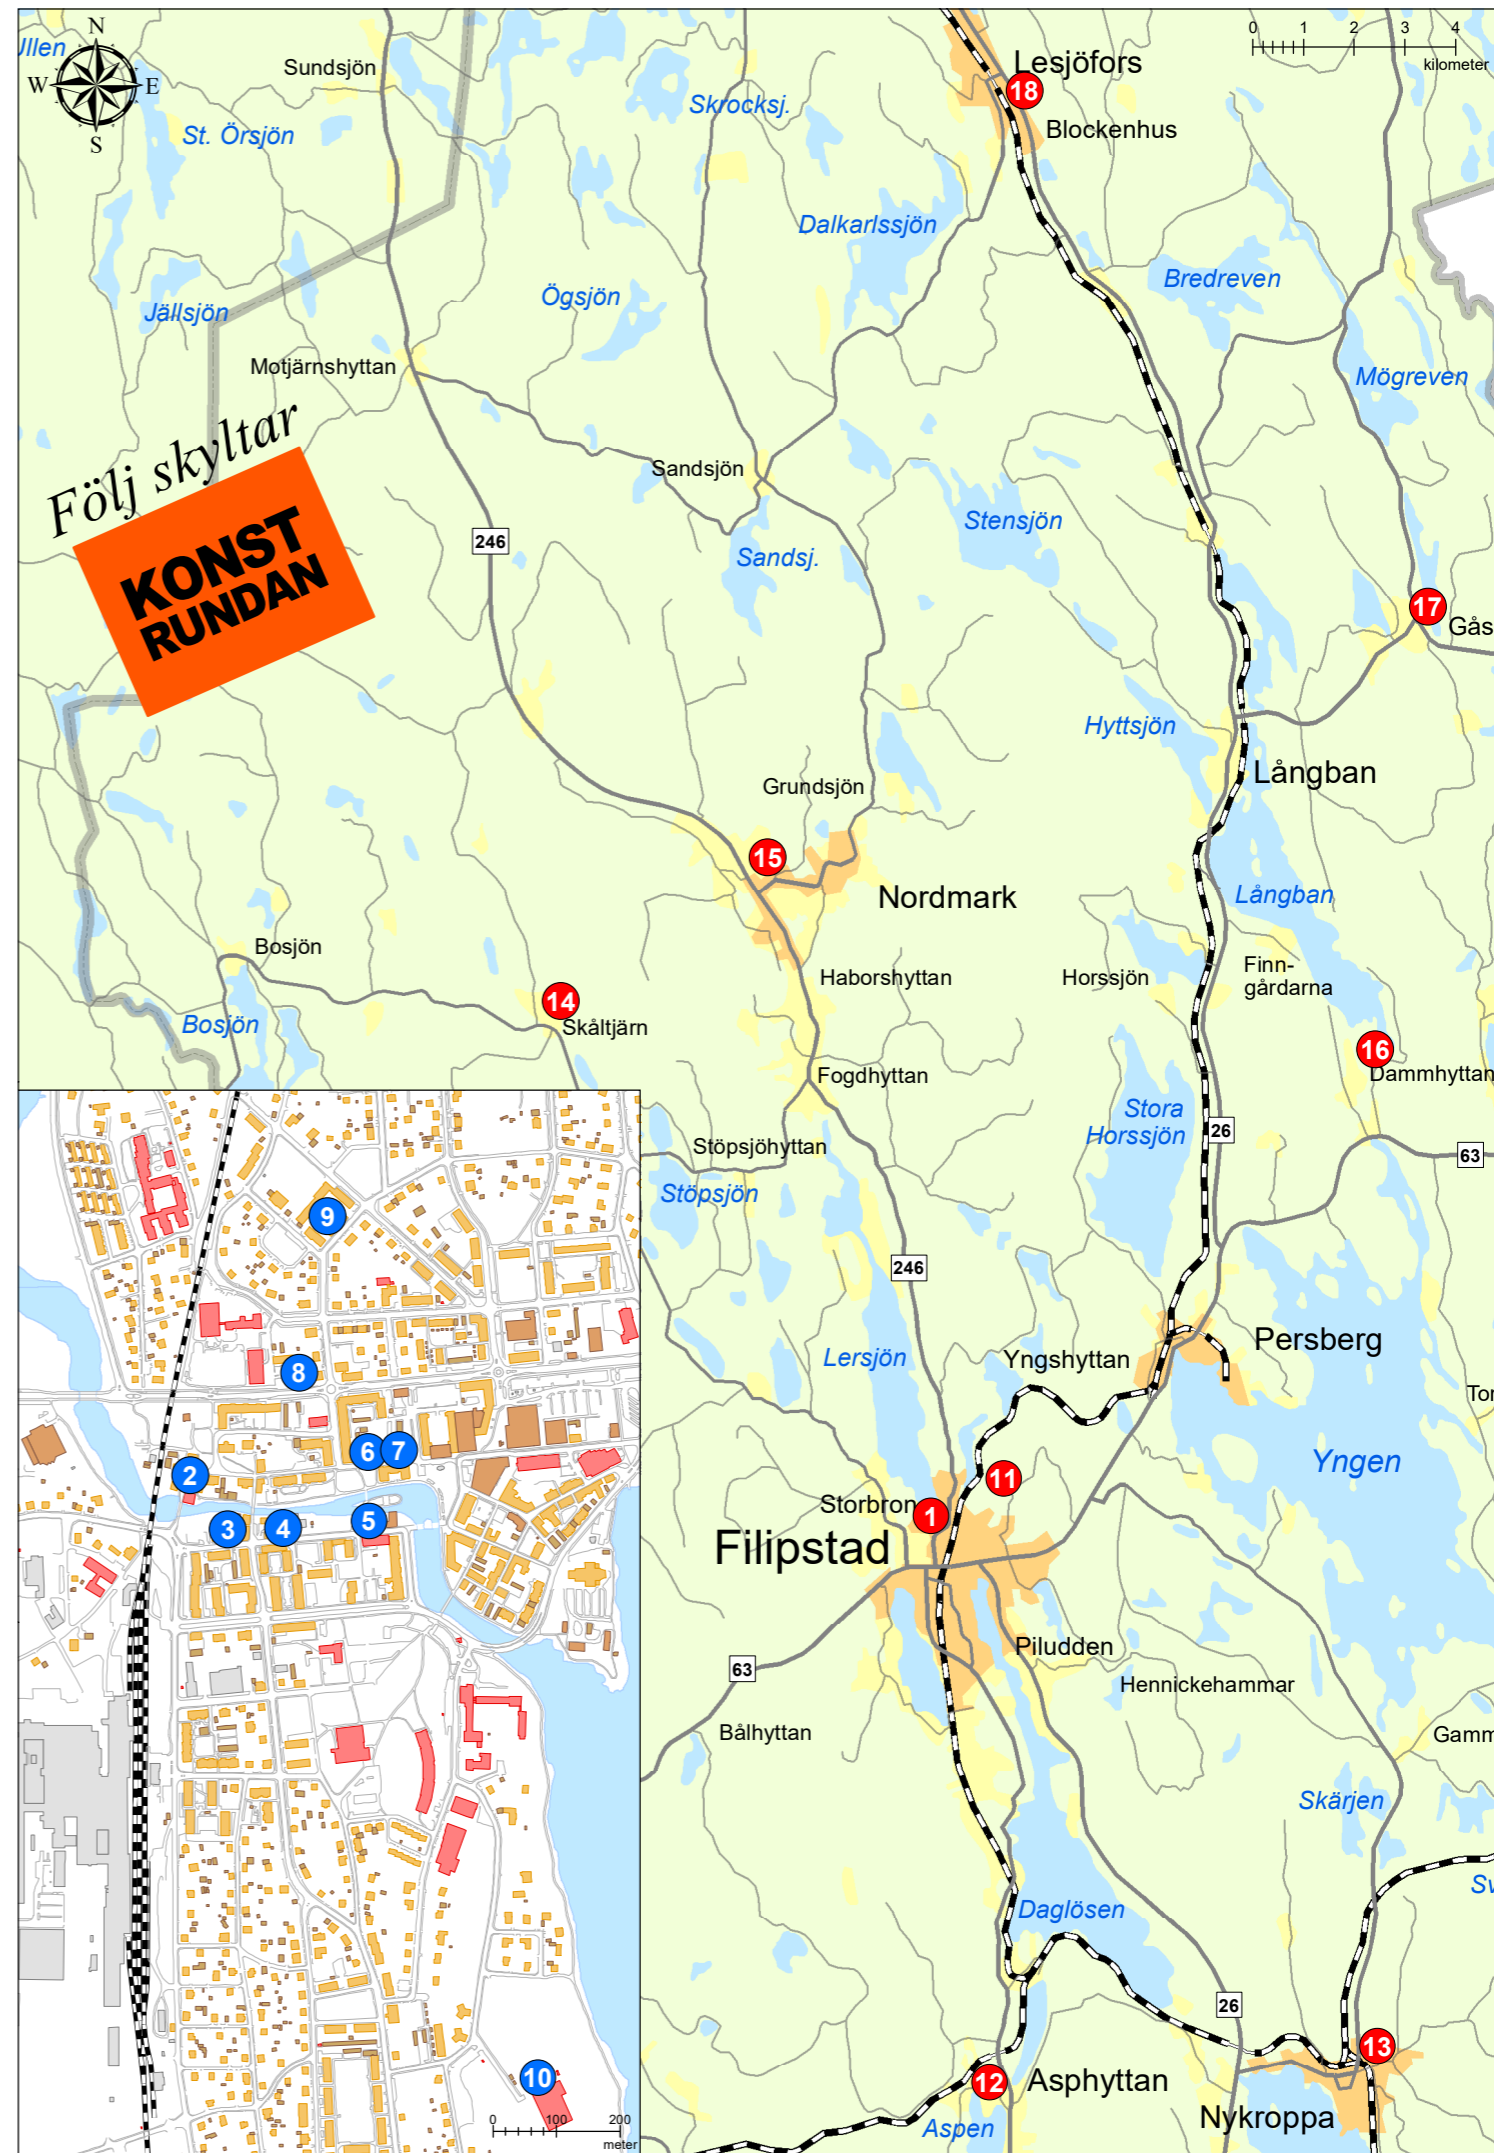 Ullen
N
W
E
S
Sundsjön
St. Örsjön
Skrocksj.
Lesjöfors
18
Blockenhus
0 1 2 3 4
kilometer
Dalkarlssjön
Bredreven
Jällsjön
Ögsjön
Motjärnshyttan
Mögreven
Följ skyltar
KONST
RUNDAN
Sandsjön
246
Stensjön
Sandsj.
17
Gås
Hyttsjön
Långban
Grundsjön
15
Nordmark
Långban
Bosjön
Haborshyttan
Horssjön
Finn-
gårdarna
14
Skåltjärn
Bosjön
16
Dammhyttan
Fogdhyttan
Stora
Horssjön
26
63
Stöpsjöhyttan
Stöpsjön
246
Lersjön
Yngshyttan
Persberg
Tor
Yngen
11
Storbron
1
Filipstad
Piludden
63
Hennickehammar
Bålhyttan
Gamm
Skärjen
Sv
Daglösen
26
13
12
Asphyttan
Nykroppa
Aspen
9
8
6
7
2
3
4
5
10
0 100 200
meter